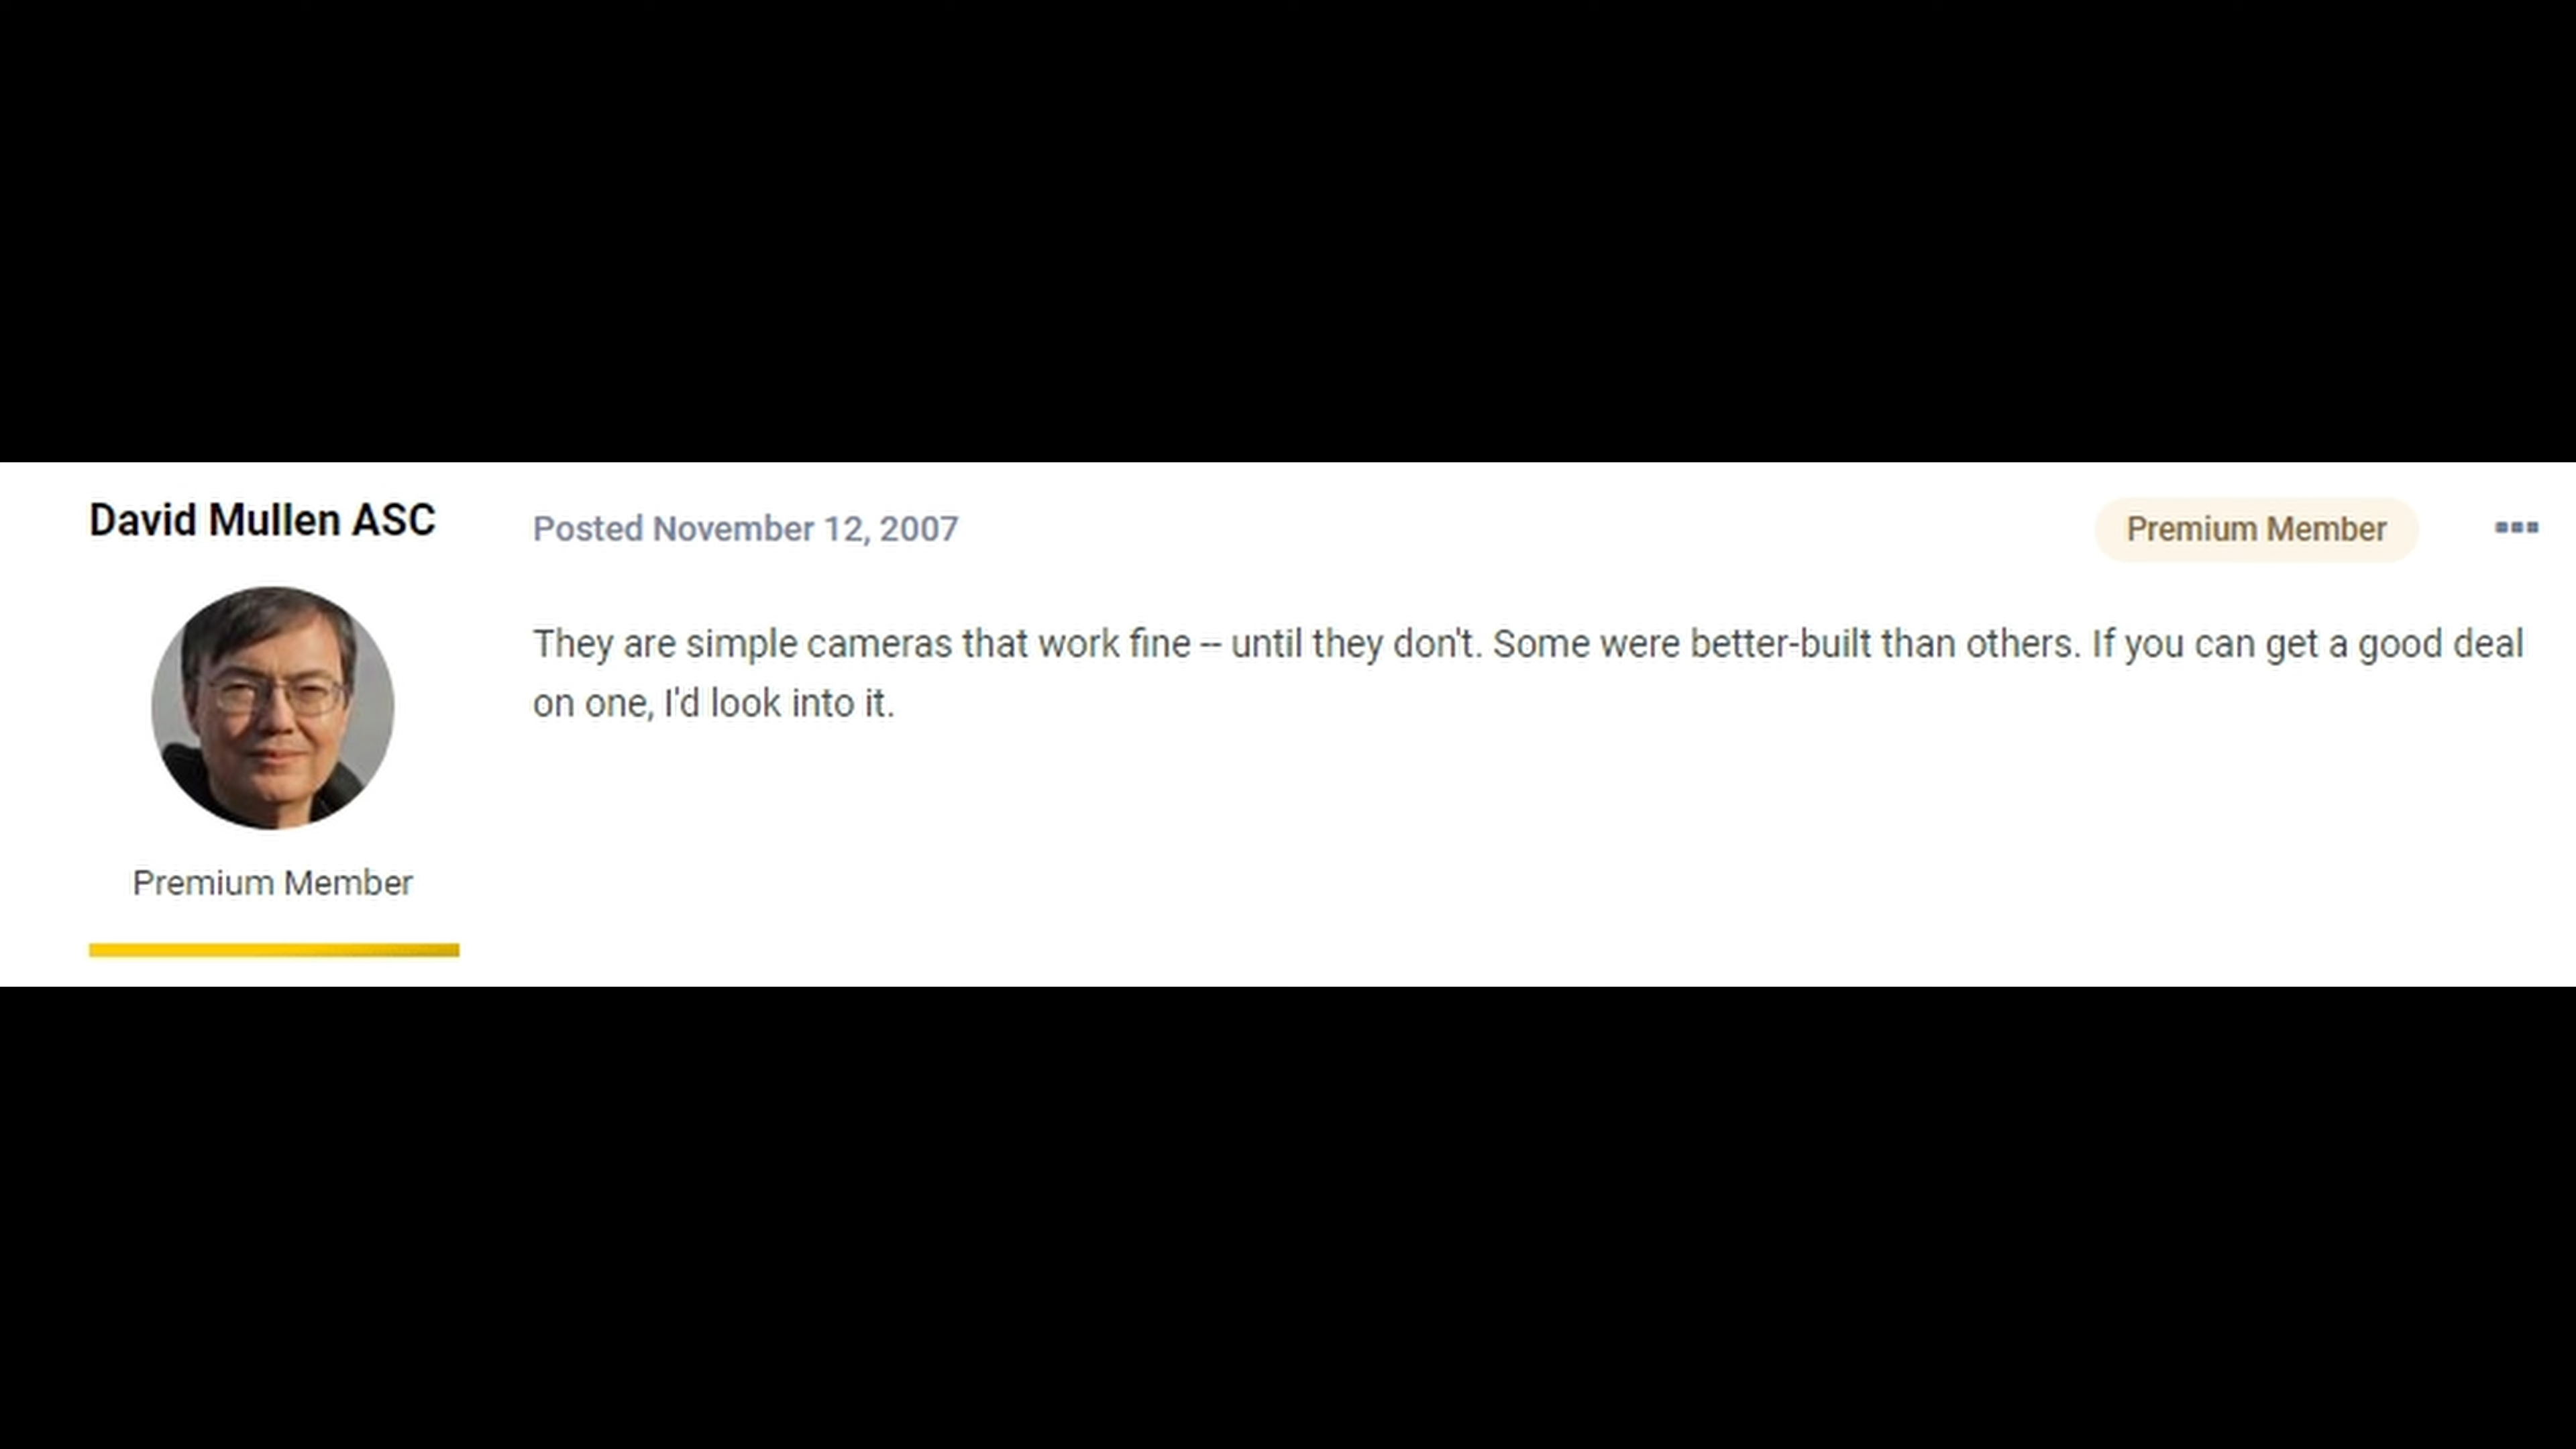 David Mullen ASC
Posted November 12, 2007
Premium Member
They are simple cameras that work fine -- until they don't. Some were better-built than others. If you can get a good deal
on one, I'd look into it.
Premium Member